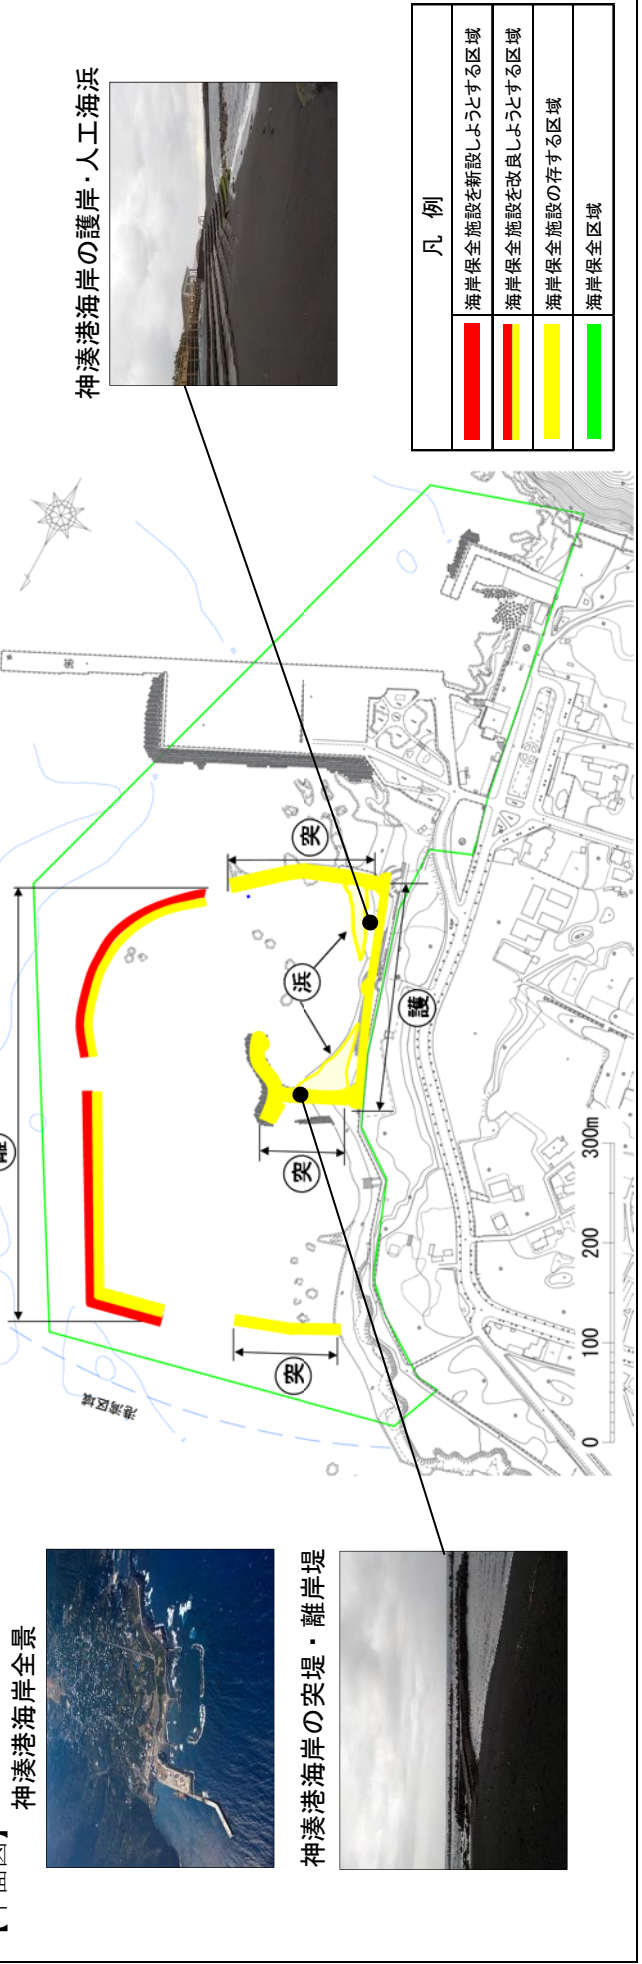 【平面図】
神湊港海岸全景
神湊港海岸の突堤・離岸堤
神湊港海岸の護岸・人工海浜
港湾区域
離
突
突
突
浜
護
0 100 200 300m
凡 例
海岸保全施設を新設しようとする区域
海岸保全施設を改良しようとする区域
海岸保全施設の存する区域
海岸保全区域